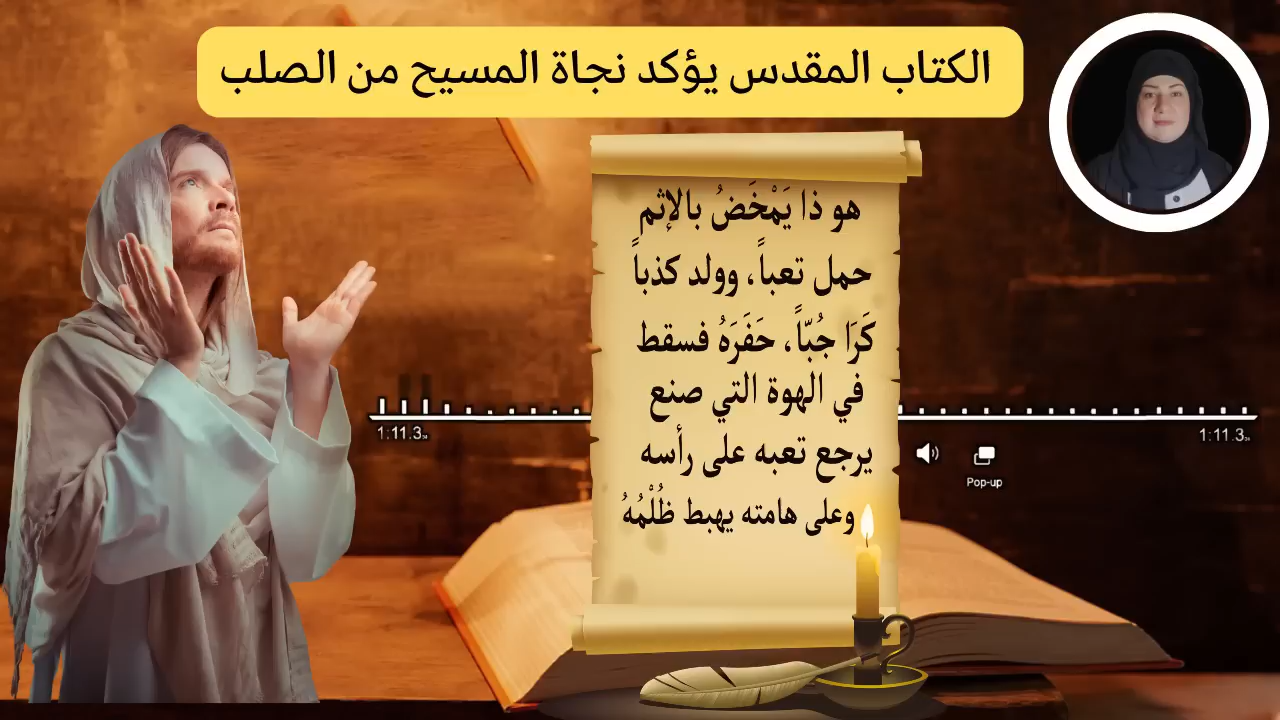 الكتاب المقدس يؤكد نجاة المسيح من الصلب
هو ذا يَمْخَضُ بالإثم
حمل تعباً، وولد كذباً
كَرَا جُبّاً، حَفَرَهُ فسقط
في الهوة التي صنع
يرجع تعبه على رأسه
وعلى هامته يهبط ظُلْمُهُ
1:11.3
1:11.3
Pop-up